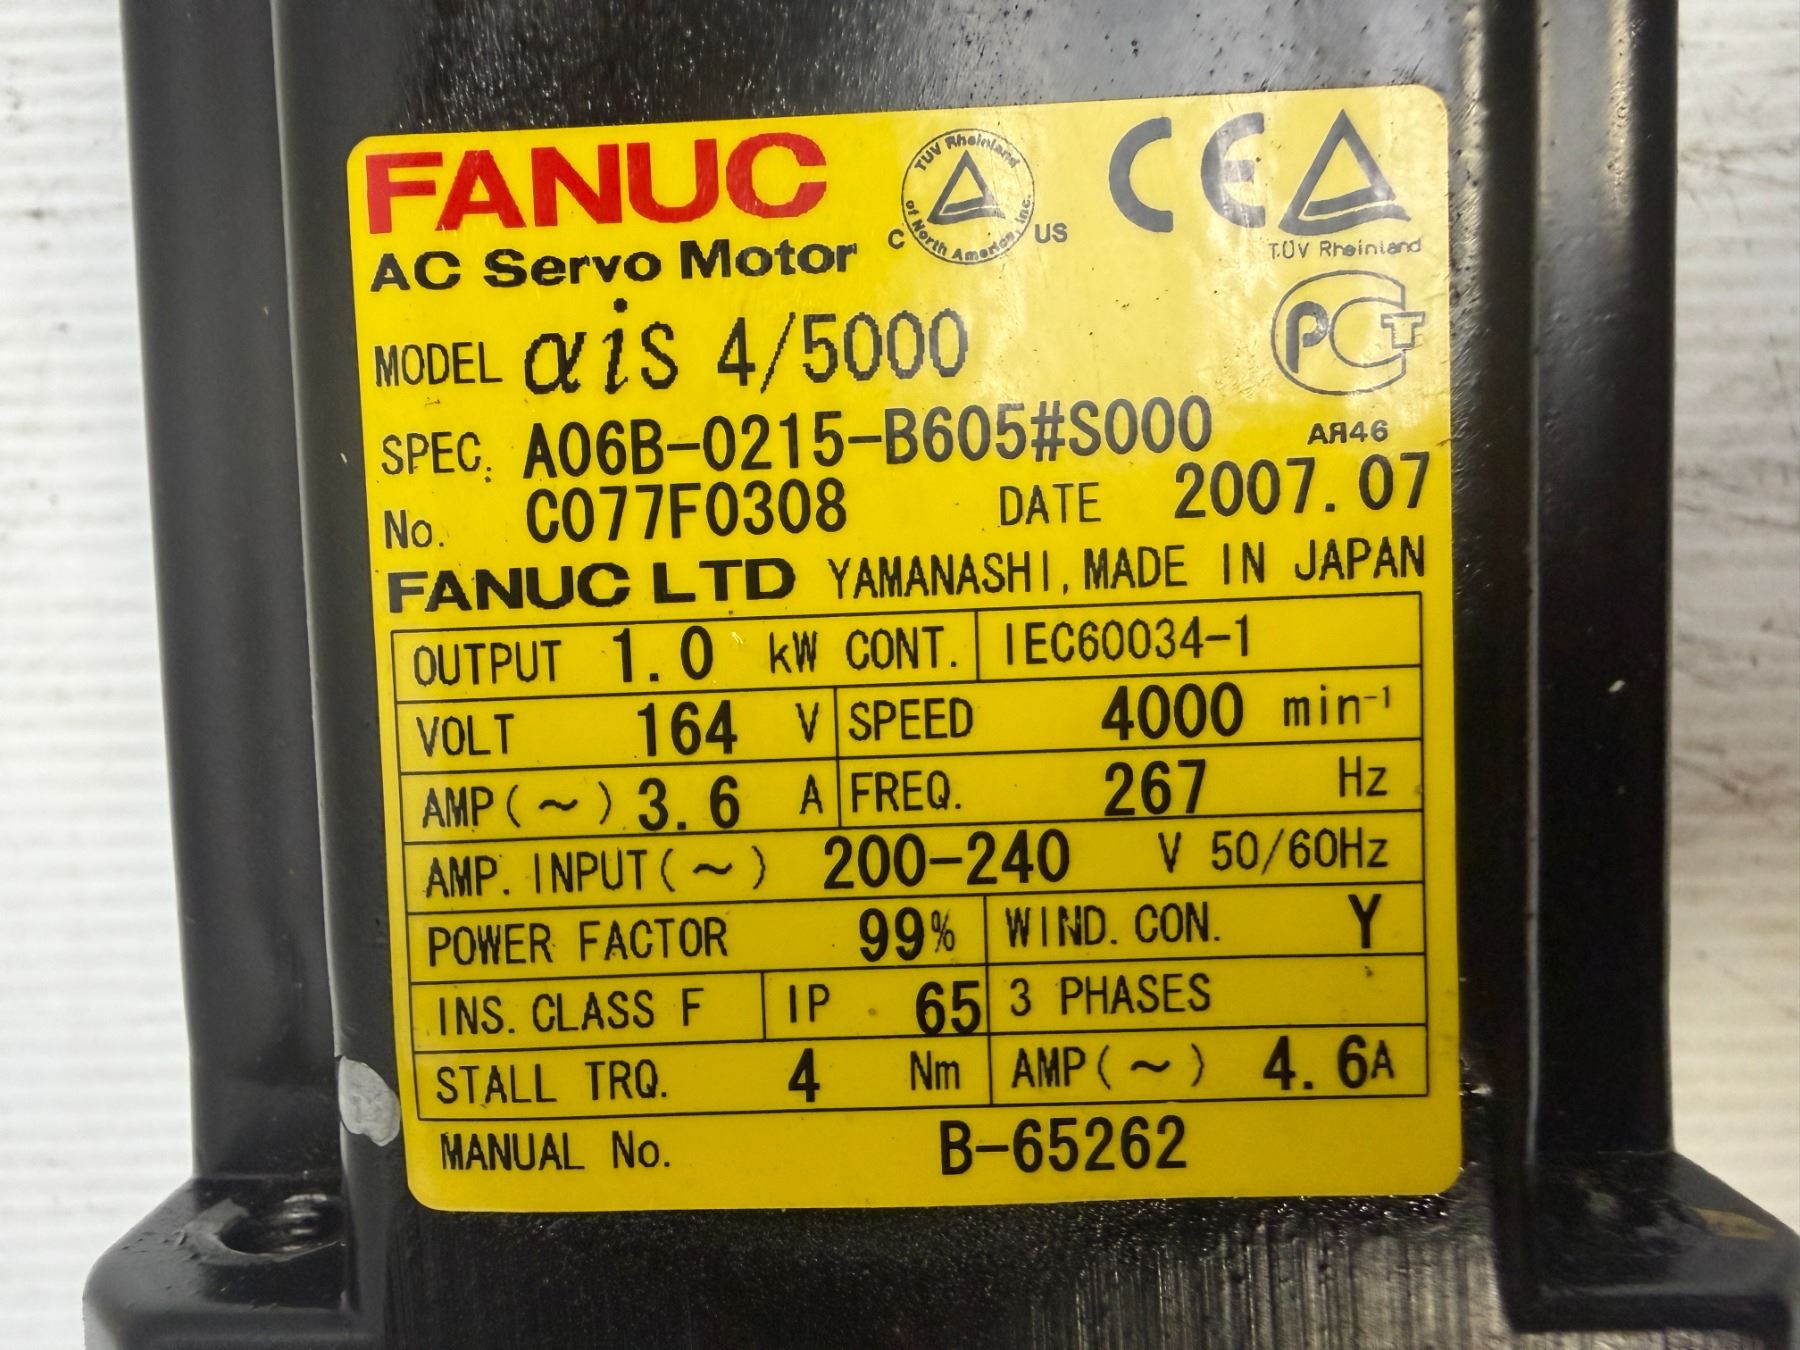 FANUC
TÜV Rheinland of North America, Inc.
C US
CE
TÜV Rheinland
AC Servo Motor
MODEL αiS 4/5000
PCT
SPEC. A06B-0215-B605#S000
АЯ46
No. C077F0308 DATE 2007.07
FANUC LTD YAMANASHI, MADE IN JAPAN
OUTPUT 1.0 kW CONT. IEC60034-1
VOLT 164 V SPEED 4000 min⁻¹
AMP(~) 3.6 A FREQ. 267 Hz
AMP. INPUT(~) 200-240 V 50/60Hz
POWER FACTOR 99% WIND. CON. Y
INS. CLASS F IP 65 3 PHASES
STALL TRQ. 4 Nm AMP(~) 4.6A
MANUAL No. B-65262